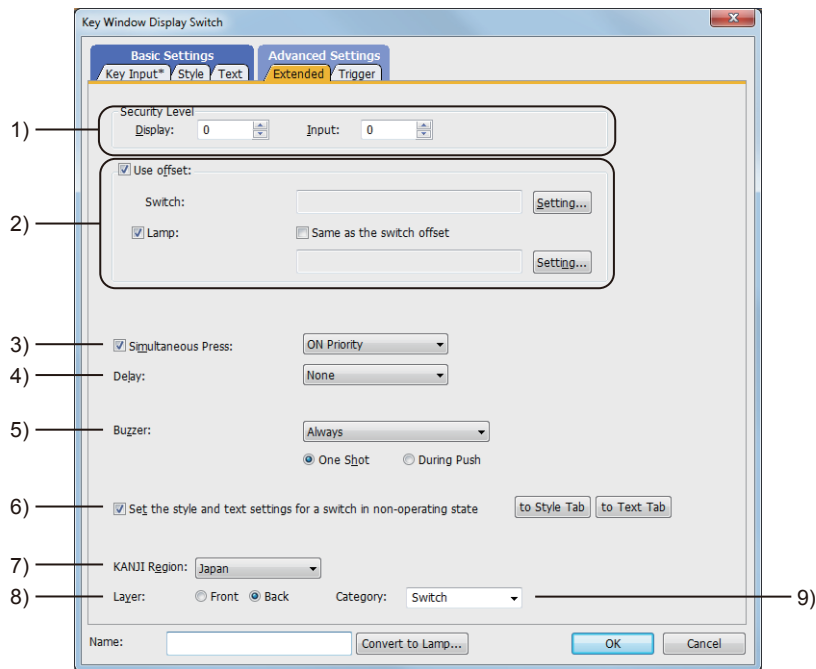 Key Window Display Switch
Basic Settings Advanced Settings
Key Input* Style Text Extended Trigger
Security Level
1) Display: 0 Input: 0
Use offset:
Switch: Setting...
2) Lamp: Same as the switch offset
Setting...
3) Simultaneous Press: ON Priority
4) Delay: None
5) Buzzer: Always
One Shot During Push
6) Set the style and text settings for a switch in non-operating state to Style Tab to Text Tab
7) KANJI Region: Japan
8) Layer: Front Back Category: Switch 9)
Name: Convert to Lamp... OK Cancel